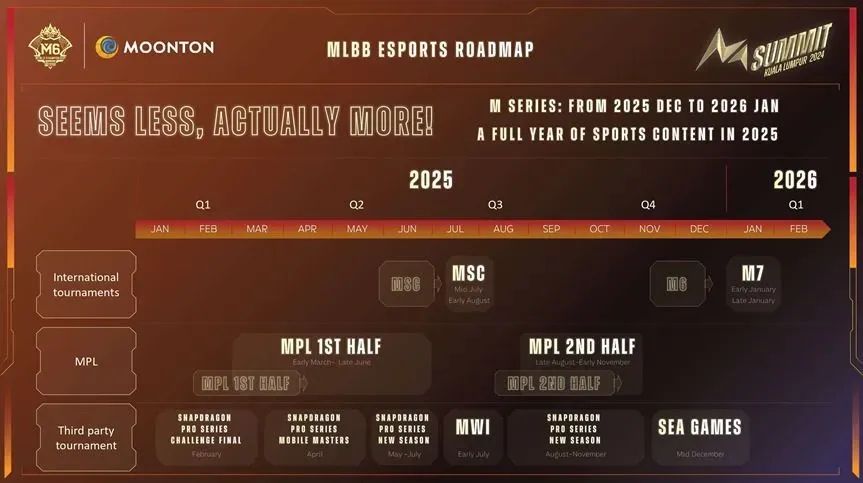 M6
MOONTON
MLBB ESPORTS ROADMAP
M SUMMIT
KUALA LUMPUR 2024
SEEMS LESS, ACTUALLY MORE!
M SERIES: FROM 2025 DEC TO 2026 JAN
A FULL YEAR OF SPORTS CONTENT IN 2025
2025
2026
Q1
Q2
Q3
Q4
Q1
JAN
FEB
MAR
APR
MAY
JUN
JUL
AUG
SEP
OCT
NOV
DEC
JAN
FEB
International
tournaments
MSC
MSC
Mid July
Early August
M6
M7
Early January
Late January
MPL
MPL 1ST HALF
Early March- Late June
MPL 1ST HALF
MPL 2ND HALF
Late August-Early November
MPL 2ND HALF
Third party
tournament
SNAPDRAGON
PRO SERIES
CHALLENGE FINAL
February
SNAPDRAGON
PRO SERIES
MOBILE MASTERS
April
SNAPDRAGON
PRO SERIES
NEW SEASON
May -July
MWI
Early July
SNAPDRAGON
PRO SERIES
NEW SEASON
August-November
SEA GAMES
Mid December